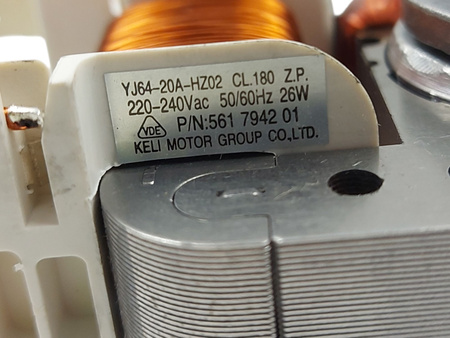 YJ64-20A-HZ02 CL.180 Z.P.
220-240Vac 50/60Hz 26W
VDE P/N:561 7942 01
KELI MOTOR GROUP CO.,LTD.